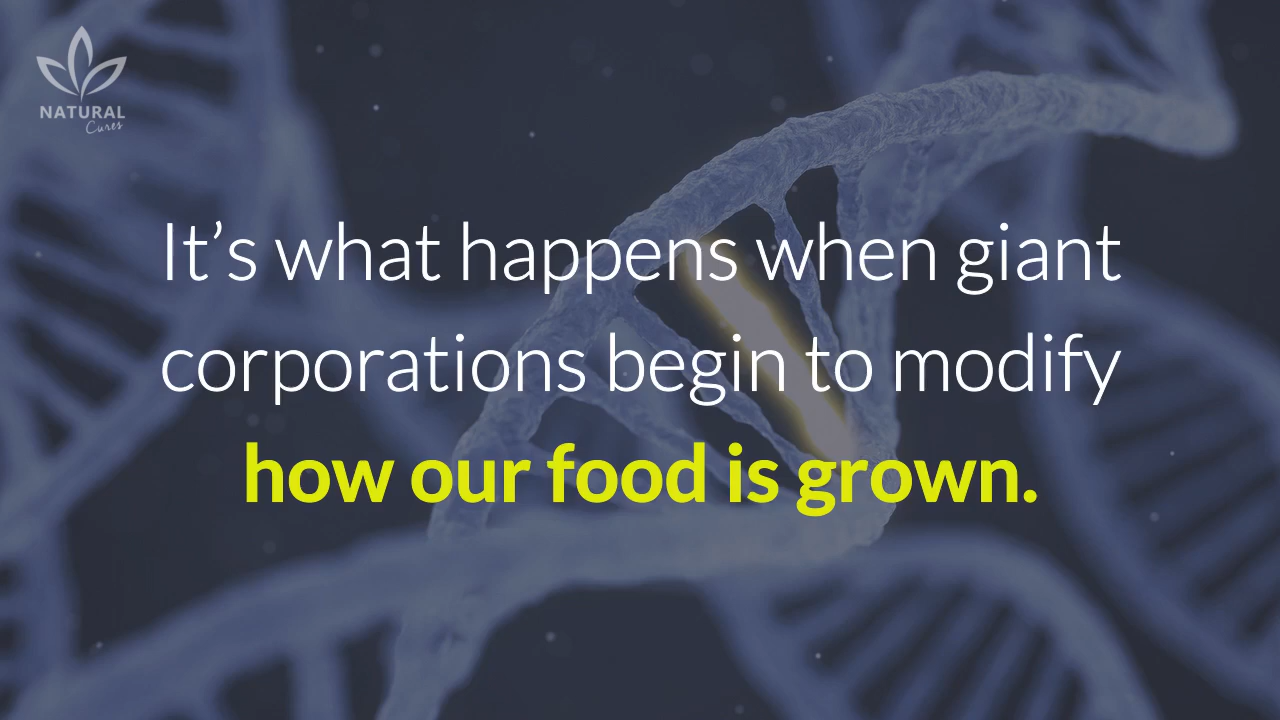 NATURAL
Cures
It’s what happens when giant
corporations begin to modify
how our food is grown.